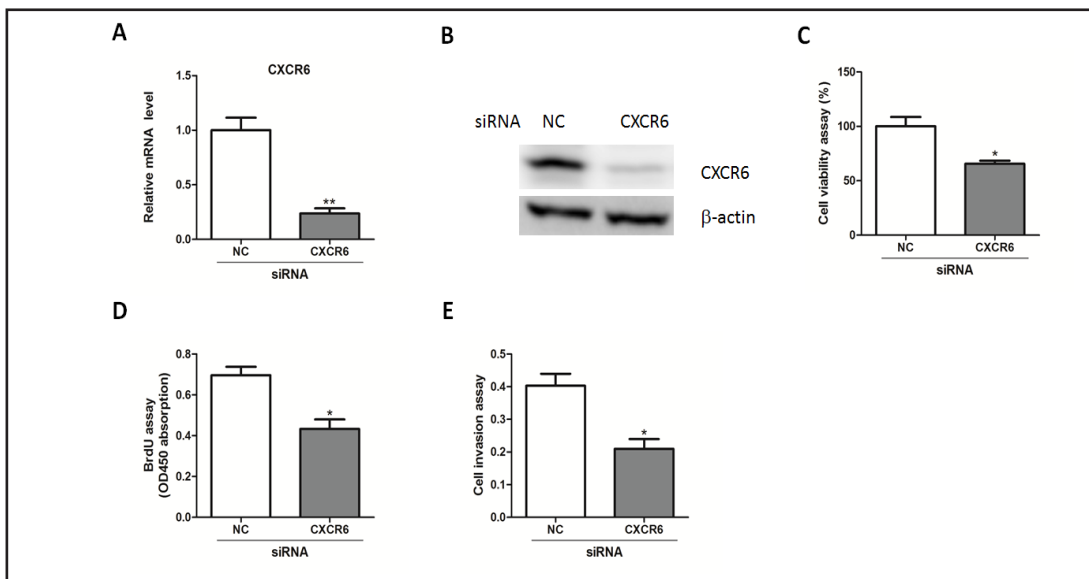 A
CXCR6
Relative mRNA level
1.5
1.0
0.5
0.0
**
NC CXCR6
siRNA
B
siRNA NC CXCR6
CXCR6
β-actin
C
Cell viability assay (%)
150
100
50
0
*
NC CXCR6
siRNA
D
BrdU assay
(OD450 absorption)
0.8
0.6
0.4
0.2
0.0
*
NC CXCR6
siRNA
E
Cell invasion assay
0.5
0.4
0.3
0.2
0.1
0.0
*
NC CXCR6
siRNA